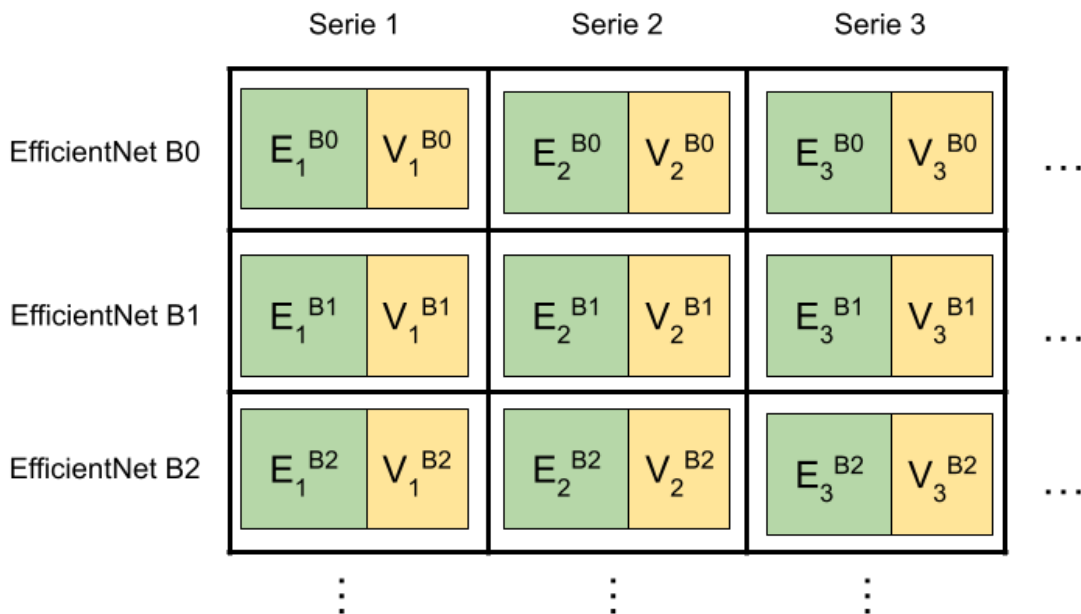 Serie 1 Serie 2 Serie 3
EfficientNet B0 E₁ᴮ⁰ V₁ᴮ⁰ E₂ᴮ⁰ V₂ᴮ⁰ E₃ᴮ⁰ V₃ᴮ⁰ ...
EfficientNet B1 E₁ᴮ¹ V₁ᴮ¹ E₂ᴮ¹ V₂ᴮ¹ E₃ᴮ¹ V₃ᴮ¹ ...
EfficientNet B2 E₁ᴮ² V₁ᴮ² E₂ᴮ² V₂ᴮ² E₃ᴮ² V₃ᴮ² ...
⋮ ⋮ ⋮